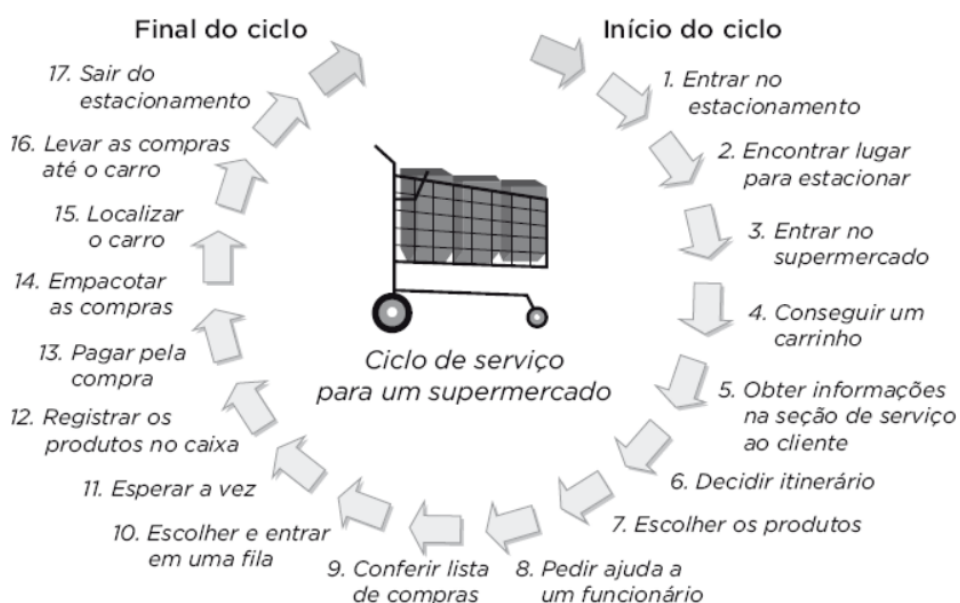 Final do ciclo
Início do ciclo
1. Entrar no
estacionamento
2. Encontrar lugar
para estacionar
3. Entrar no
supermercado
4. Conseguir um
carrinho
5. Obter informações
na seção de serviço
ao cliente
6. Decidir itinerário
7. Escolher os produtos
8. Pedir ajuda a
um funcionário
9. Conferir lista
de compras
10. Escolher e entrar
em uma fila
11. Esperar a vez
12. Registrar os
produtos no caixa
13. Pagar pela
compra
14. Empacotar
as compras
15. Localizar
o carro
16. Levar as compras
até o carro
17. Sair do
estacionamento
Ciclo de serviço
para um supermercado